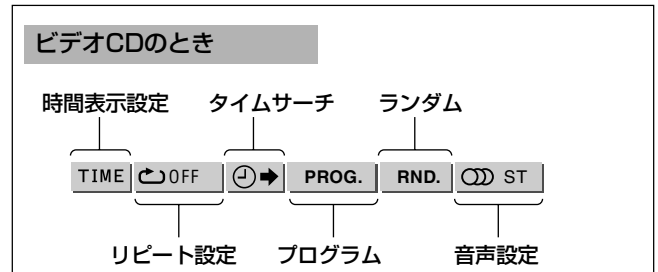 ビデオCDのとき
時間表示設定 タイムサーチ ランダム
TIME OFF PROG. RND. ST
リピート設定 プログラム 音声設定